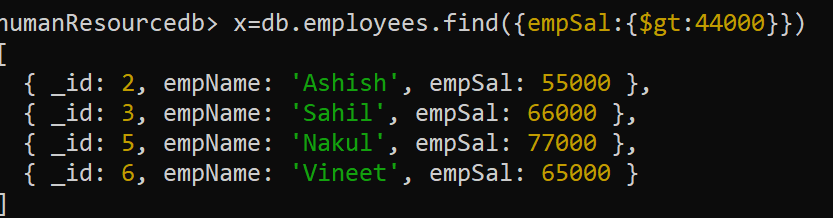 humanResourcedb> x=db.employees.find({empSal:{$gt:44000}})
[
  { _id: 2, empName: 'Ashish', empSal: 55000 },
  { _id: 3, empName: 'Sahil', empSal: 66000 },
  { _id: 5, empName: 'Nakul', empSal: 77000 },
  { _id: 6, empName: 'Vineet', empSal: 65000 }
]